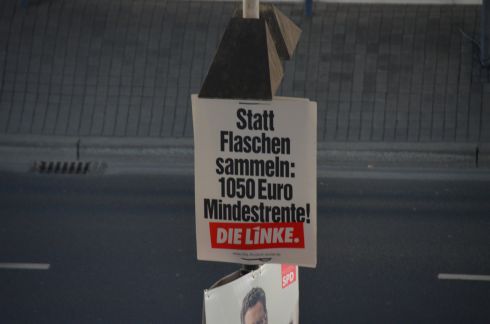 Statt
Flaschen
sammeln:
1050 Euro
Mindestrente!
DIE LINKE.
SPD